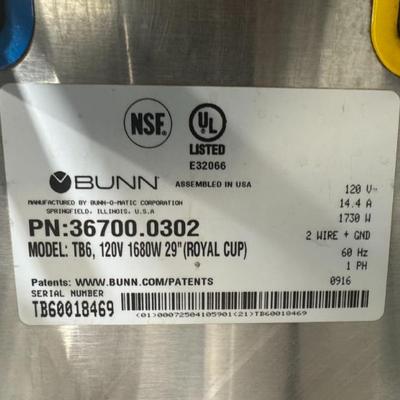 NSF.
UL
LISTED
E32066
BUNN
ASSEMBLED IN USA
MANUFACTURED BY BUNN-O-MATIC CORPORATION
SPRINGFIELD, ILLINOIS, U.S.A
PN:36700.0302
MODEL: TB6, 120V 1680W 29"(ROYAL CUP)
120 V~
14.4 A
1730 W
2 WIRE + GND
60 Hz
1 PH
Patents: WWW.BUNN.COM/PATENTS
0916
SERIAL NUMBER
TB60018469
(01)00072504105901(21)TB60018469